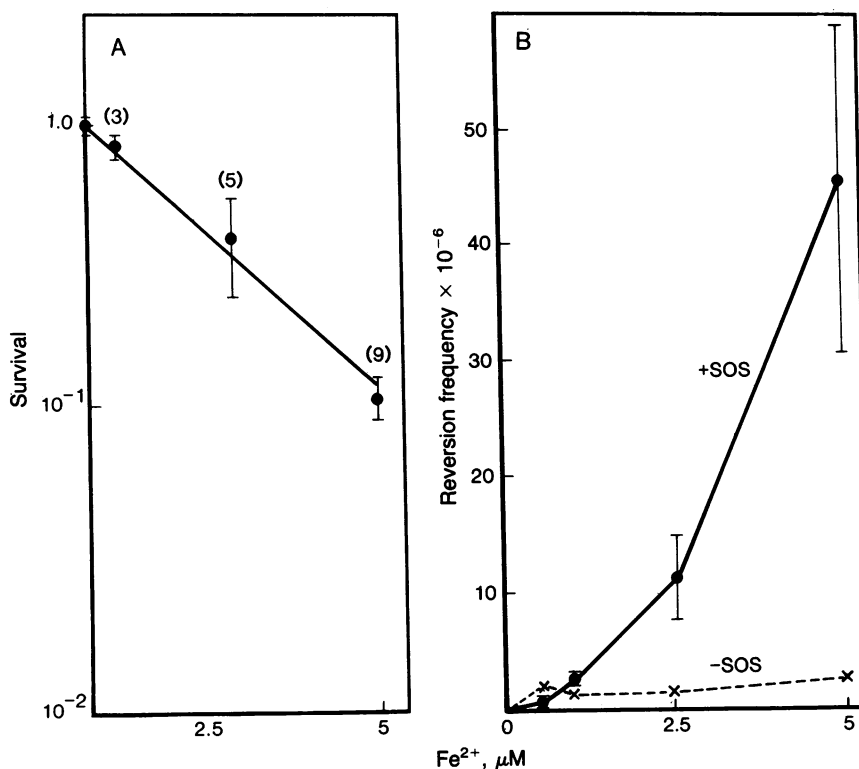 A
Survival
1.0
10⁻¹
10⁻²
(3)
(5)
(9)
2.5
5
B
Reversion frequency × 10⁻⁶
50
40
30
20
10
+SOS
−SOS
0
2.5
5
Fe²⁺, μM